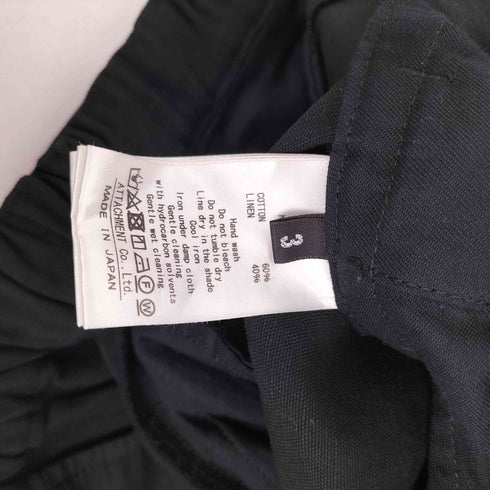 COTTON 60%
LINEN 40%
3
Hand wash
Do not bleach
Do not tumble dry
Line dry in the shade
Cool iron
Iron under damp cloth
Gentle cleaning
with hydrocarbon solvents
Gentle wet cleaning
F W
ATTACHMENT Co., Ltd.
MADE IN JAPAN